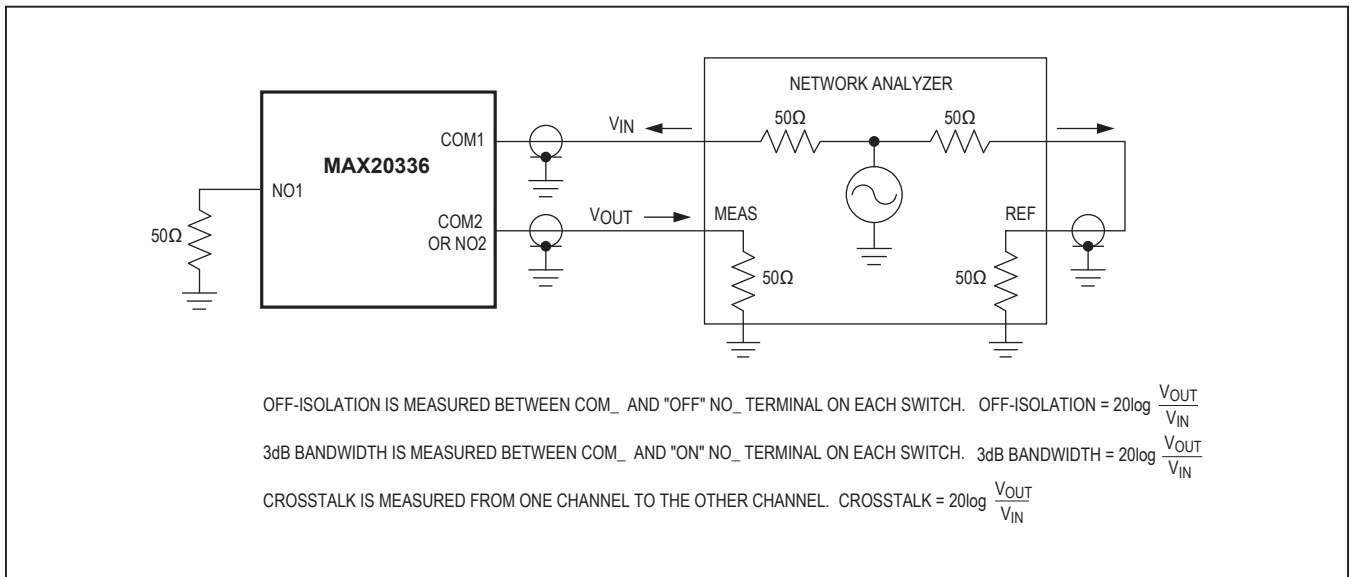 NETWORK ANALYZER
50Ω
50Ω
VIN
COM1
MAX20336
NO1
50Ω
COM2
OR NO2
VOUT
MEAS
REF
50Ω
50Ω
OFF-ISOLATION IS MEASURED BETWEEN COM_ AND "OFF" NO_ TERMINAL ON EACH SWITCH. OFF-ISOLATION = 20log VOUT/VIN
3dB BANDWIDTH IS MEASURED BETWEEN COM_ AND "ON" NO_ TERMINAL ON EACH SWITCH. 3dB BANDWIDTH = 20log VOUT/VIN
CROSSTALK IS MEASURED FROM ONE CHANNEL TO THE OTHER CHANNEL. CROSSTALK = 20log VOUT/VIN